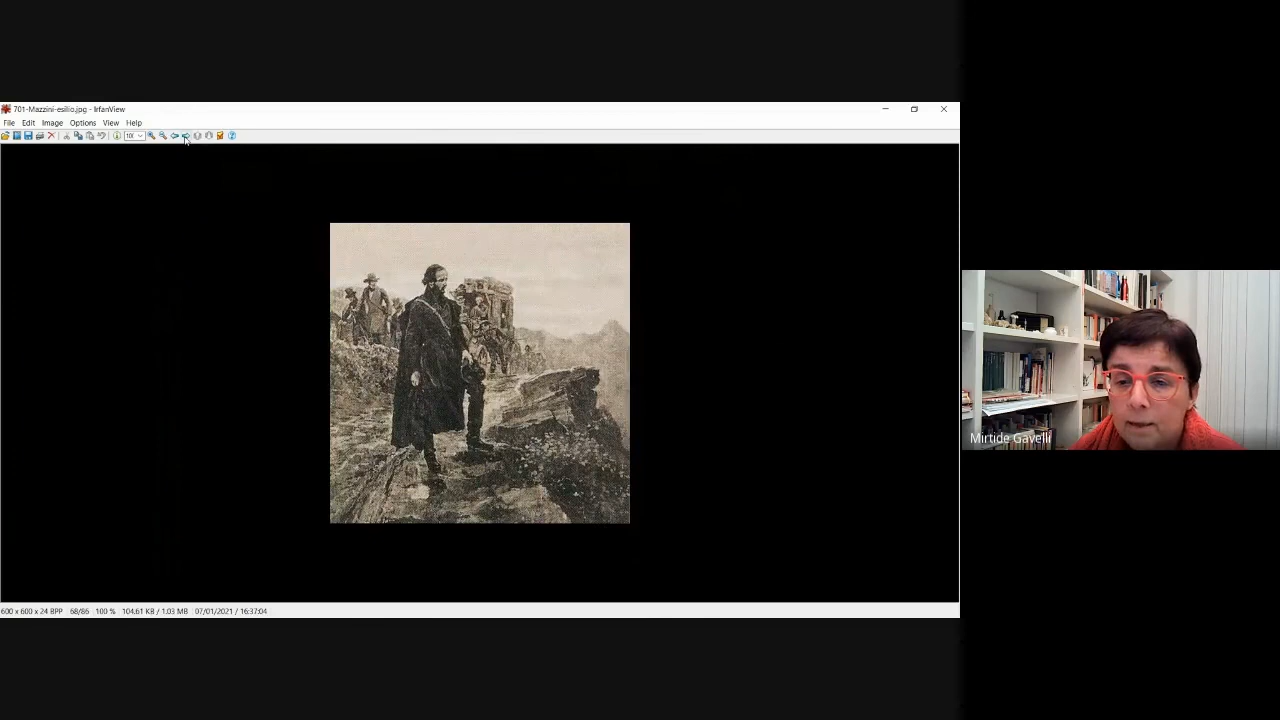 701-Mazzini-esilio.jpg - IrfanView
File Edit Image Options View Help
600 x 600 x 24 BPP 68/86 100 % 104.61 KB / 1.03 MB 07/01/2021 / 16:37:04
Mirtide Gavelli